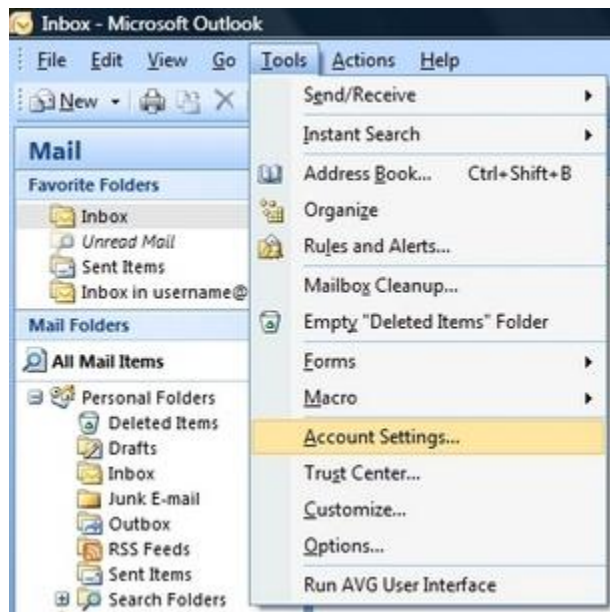 Inbox - Microsoft Outlook
File Edit View Go Tools Actions Help
New
Mail
Favorite Folders
Inbox
Unread Mail
Sent Items
Inbox in username@
Mail Folders
All Mail Items
Personal Folders
Deleted Items
Drafts
Inbox
Junk E-mail
Outbox
RSS Feeds
Sent Items
Search Folders
Send/Receive
Instant Search
Address Book... Ctrl+Shift+B
Organize
Rules and Alerts...
Mailbox Cleanup...
Empty "Deleted Items" Folder
Forms
Macro
Account Settings...
Trust Center...
Customize...
Options...
Run AVG User Interface